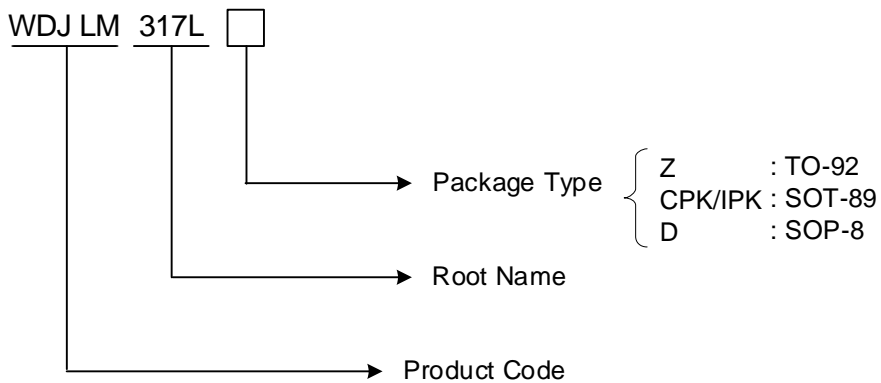 WDJ LM 317L
Package Type
Z : TO-92
CPK/IPK : SOT-89
D : SOP-8
Root Name
Product Code